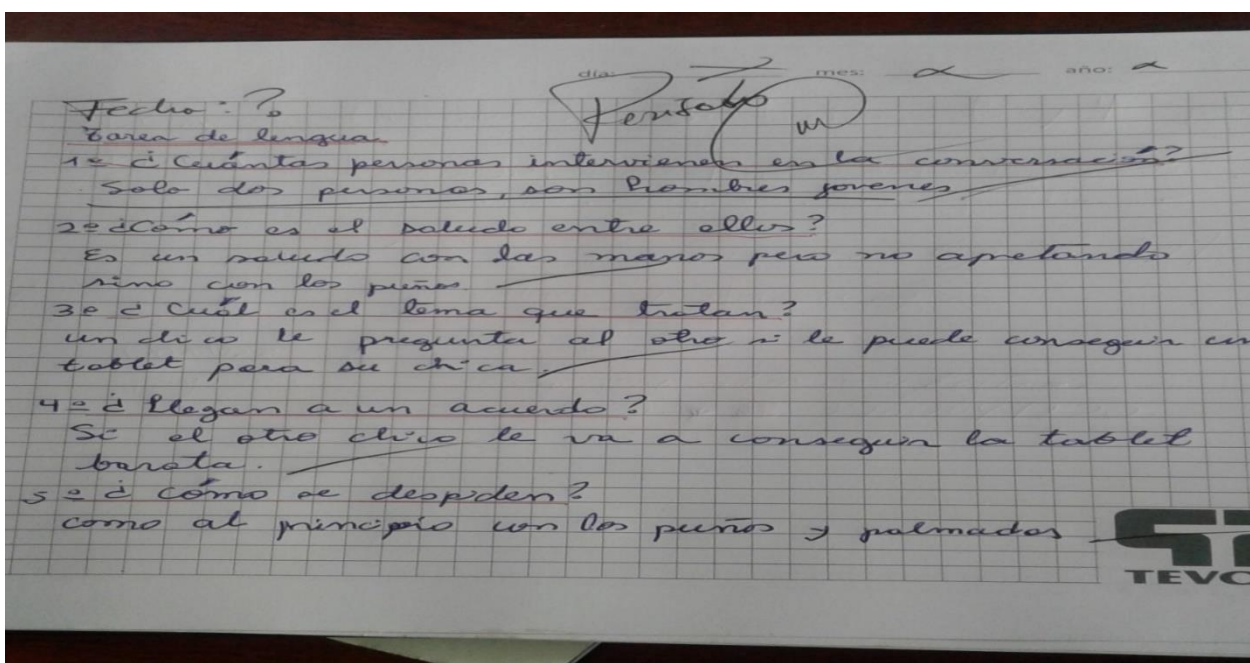 día: mes: año:
Fecha: ?
tarea de lengua
1º ¿Cuántas personas intervienen en la conversación?
Solo dos personas, son hombres jovenes
2º ¿Cómo es el saludo entre ellos?
Es un saludo con las manos pero no apretando
sino con los puños
3º ¿Cuál es el tema que tratan?
un chico le pregunta al otro si le puede conseguir un
tablet para su chica.
4º ¿llegan a un acuerdo?
Si el otro chico le va a conseguir la tablet
barata.
5º ¿cómo se despiden?
como al principio con los puños y palmadas
TEVO